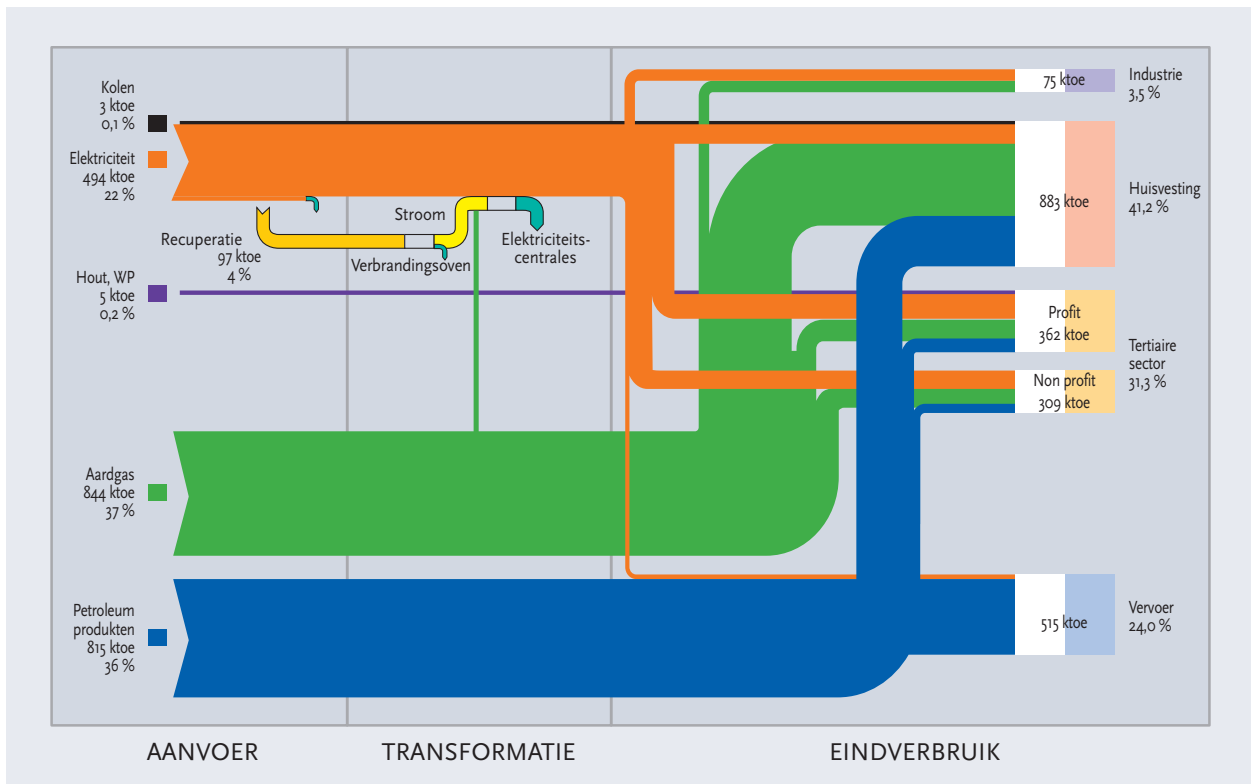 Kolen
3 ktoe
0,1 %
Elektriciteit
494 ktoe
22 %
Recuperatie
97 ktoe
4 %
Stroom
Verbrandingsoven
Elektriciteits-
centrales
Hout, WP
5 ktoe
0,2 %
Aardgas
844 ktoe
37 %
Petroleum
produkten
815 ktoe
36 %
75 ktoe
Industrie
3,5 %
883 ktoe
Huisvesting
41,2 %
Profit
362 ktoe
Non profit
309 ktoe
Tertiaire
sector
31,3 %
515 ktoe
Vervoer
24,0 %
AANVOER
TRANSFORMATIE
EINDVERBRUIK